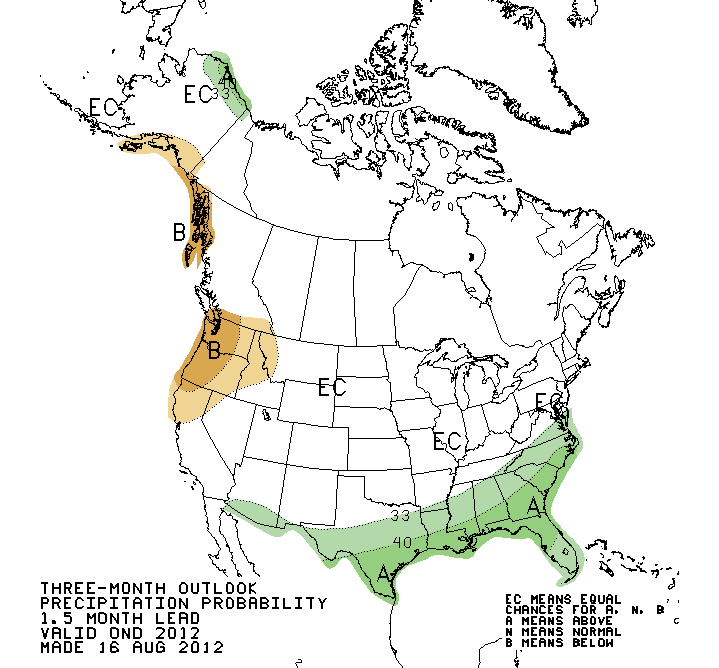 A
EC 33
EC
B
B
EC
EC
EC
33
A
40
A
THREE-MONTH OUTLOOK
PRECIPITATION PROBABILITY
1.5 MONTH LEAD
VALID OND 2012
MADE 16 AUG 2012
EC MEANS EQUAL
CHANCES FOR A, N, B
A MEANS ABOVE
N MEANS NORMAL
B MEANS BELOW